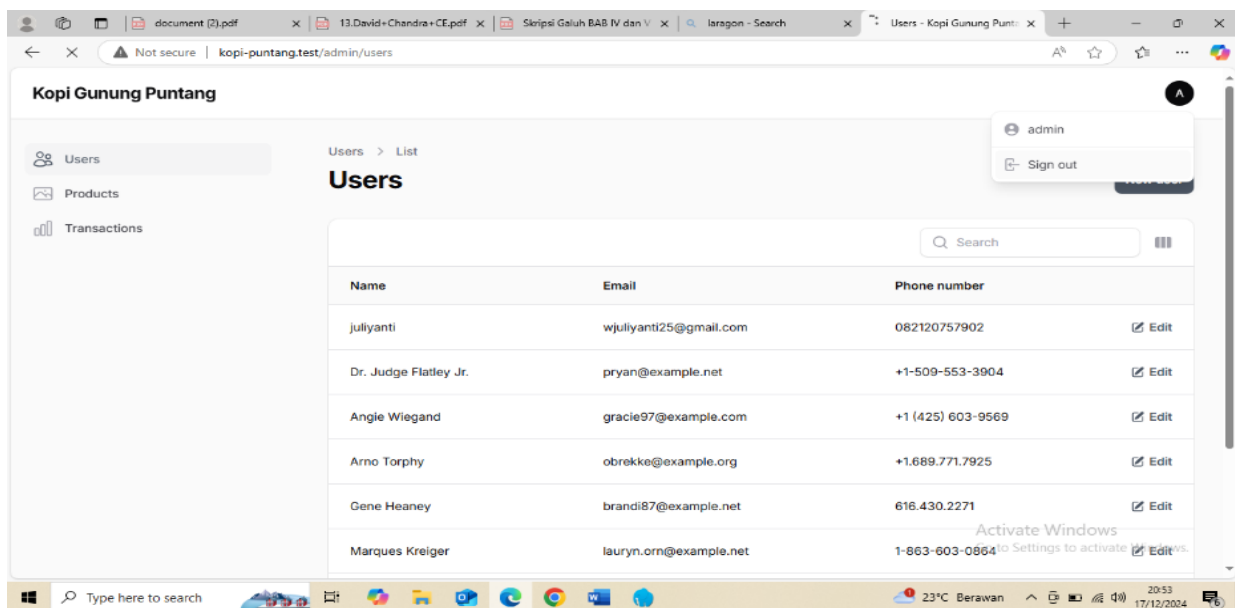 document (2).pdf
13.David+Chandra+CE.pdf
Skripsi Galuh BAB IV dan V
laragon - Search
Users - Kopi Gunung Punta
Not secure | kopi-puntang.test/admin/users
Kopi Gunung Puntang
A
admin
Sign out
Users
Products
Transactions
Users > List
Users
Search
Name Email Phone number
juliyanti wjuliyanti25@gmail.com 082120757902 Edit
Dr. Judge Flatley Jr. pryan@example.net +1-509-553-3904 Edit
Angie Wiegand gracie97@example.com +1 (425) 603-9569 Edit
Arno Torphy obrekke@example.org +1.689.771.7925 Edit
Gene Heaney brandi87@example.net 616.430.2271 Edit
Marques Kreiger lauryn.orn@example.net 1-863-603-0864 Edit
Activate Windows
to Settings to activate
Type here to search
23°C Berawan
20:53
17/12/2024